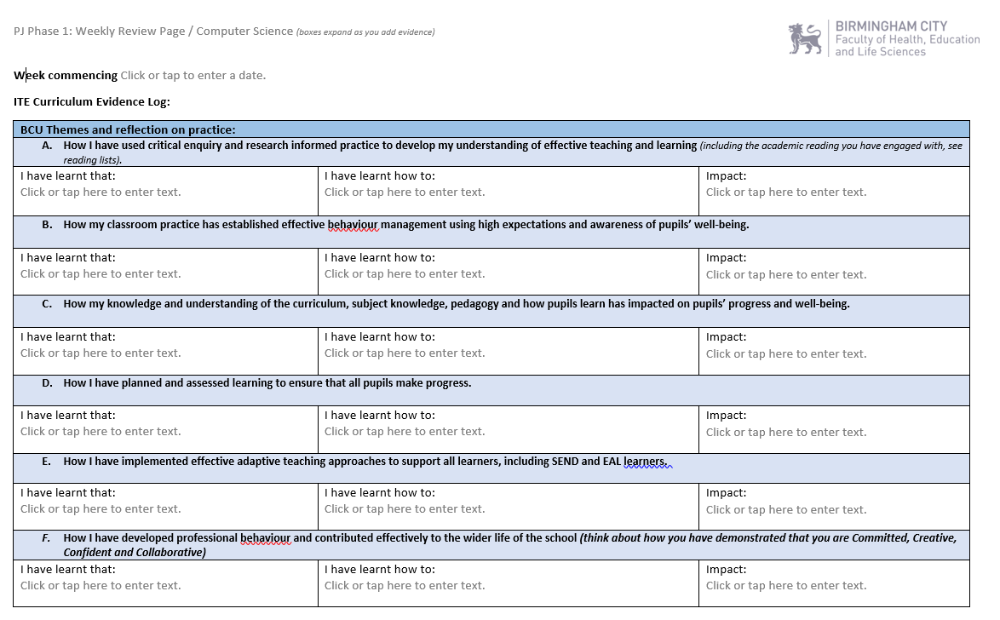 PJ Phase 1: Weekly Review Page / Computer Science (boxes expand as you add evidence)
BIRMINGHAM CITY
Faculty of Health, Education
and Life Sciences
Week commencing Click or tap to enter a date.
ITE Curriculum Evidence Log:
BCU Themes and reflection on practice:
A. How I have used critical enquiry and research informed practice to develop my understanding of effective teaching and learning (including the academic reading you have engaged with, see
reading lists).
I have learnt that:
Click or tap here to enter text.
I have learnt how to:
Click or tap here to enter text.
Impact:
Click or tap here to enter text.
B. How my classroom practice has established effective behaviour management using high expectations and awareness of pupils’ well-being.
I have learnt that:
Click or tap here to enter text.
I have learnt how to:
Click or tap here to enter text.
Impact:
Click or tap here to enter text.
C. How my knowledge and understanding of the curriculum, subject knowledge, pedagogy and how pupils learn has impacted on pupils’ progress and well-being.
I have learnt that:
Click or tap here to enter text.
I have learnt how to:
Click or tap here to enter text.
Impact:
Click or tap here to enter text.
D. How I have planned and assessed learning to ensure that all pupils make progress.
I have learnt that:
Click or tap here to enter text.
I have learnt how to:
Click or tap here to enter text.
Impact:
Click or tap here to enter text.
E. How I have implemented effective adaptive teaching approaches to support all learners, including SEND and EAL learners.
I have learnt that:
Click or tap here to enter text.
I have learnt how to:
Click or tap here to enter text.
Impact:
Click or tap here to enter text.
F. How I have developed professional behaviour and contributed effectively to the wider life of the school (think about how you have demonstrated that you are Committed, Creative,
Confident and Collaborative)
I have learnt that:
Click or tap here to enter text.
I have learnt how to:
Click or tap here to enter text.
Impact:
Click or tap here to enter text.